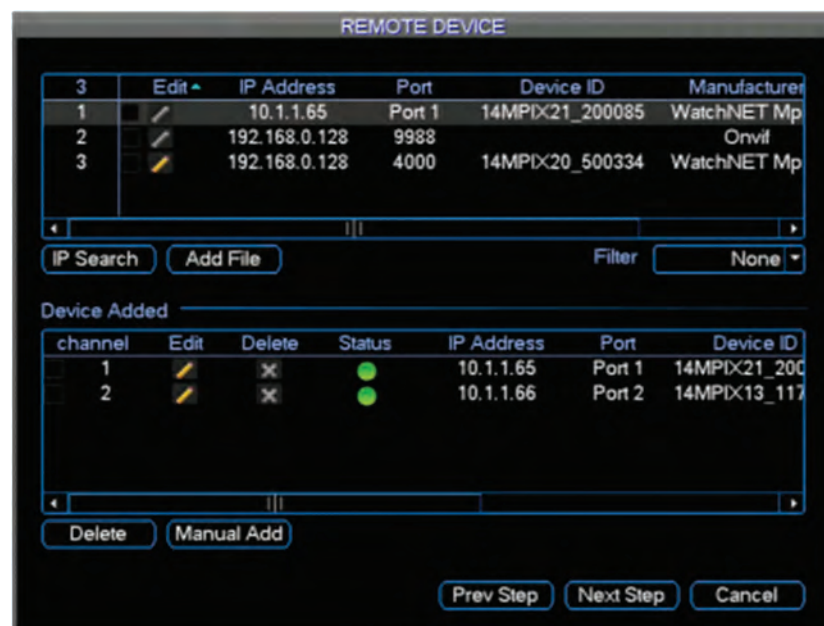 REMOTE DEVICE
3 Edit IP Address Port Device ID Manufacturer
1 10.1.1.65 Port 1 14MPIX21_200085 WatchNET Mp
2 192.168.0.128 9988 Onvif
3 192.168.0.128 4000 14MPIX20_500334 WatchNET Mp
IP Search Add File Filter None
Device Added
channel Edit Delete Status IP Address Port Device ID
1 10.1.1.65 Port 1 14MPIX21_200
2 10.1.1.66 Port 2 14MPIX13_117
Delete Manual Add
Prev Step Next Step Cancel